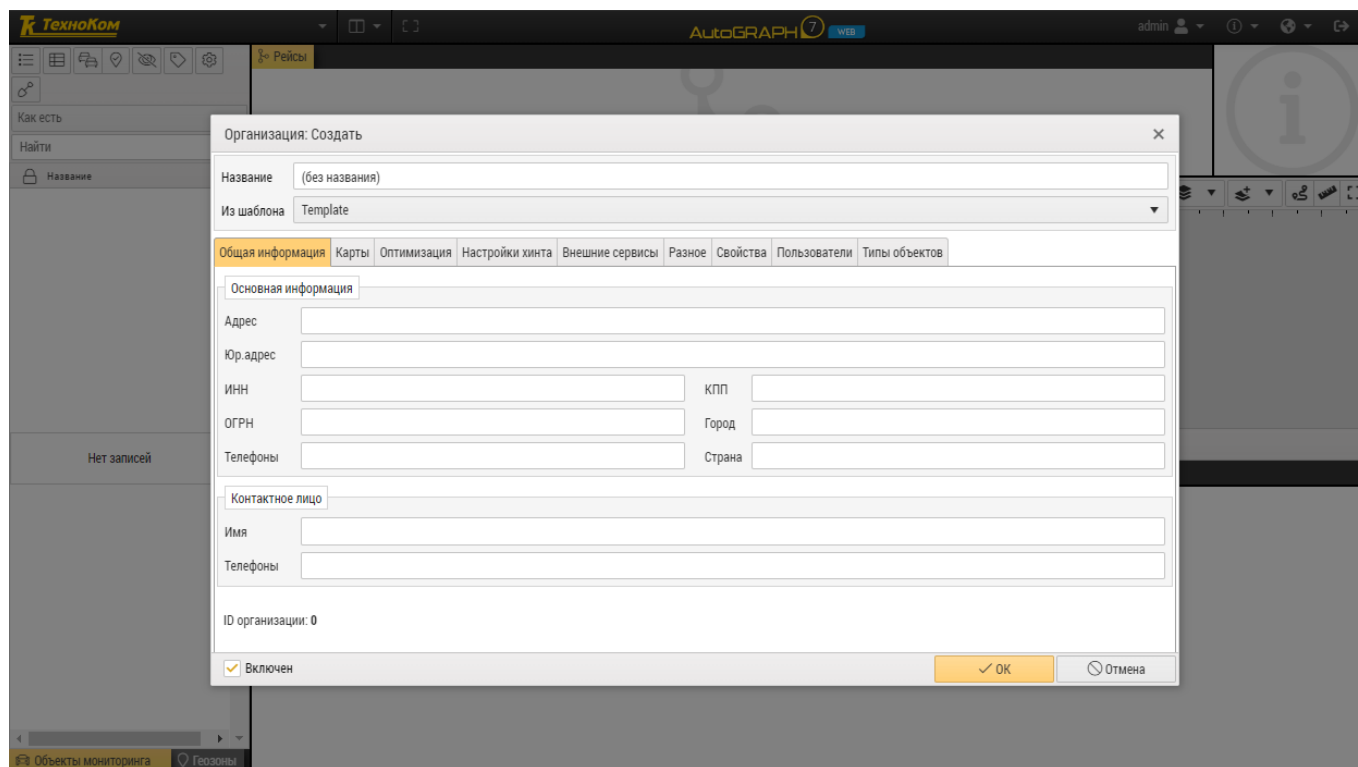 ТехноКом
AutoGRAPH 7 WEB
admin
Рейсы
Как есть
Найти
Название
Нет записей
Организация: Создать
Название (без названия)
Из шаблона Template
Общая информация Карты Оптимизация Настройки хинта Внешние сервисы Разное Свойства Пользователи Типы объектов
Основная информация
Адрес
Юр.адрес
ИНН КПП
ОГРН Город
Телефоны Страна
Контактное лицо
Имя
Телефоны
ID организации: 0
Включен ОК Отмена
Объекты мониторинга Геозоны